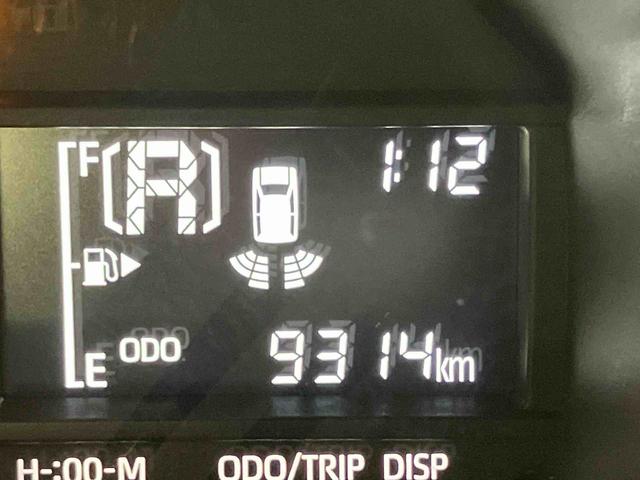 F [A] 1:12
ODO 9314km
E
H-:00-M ODO/TRIP DISP